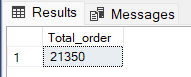 Results Messages
Total_order
1 21350